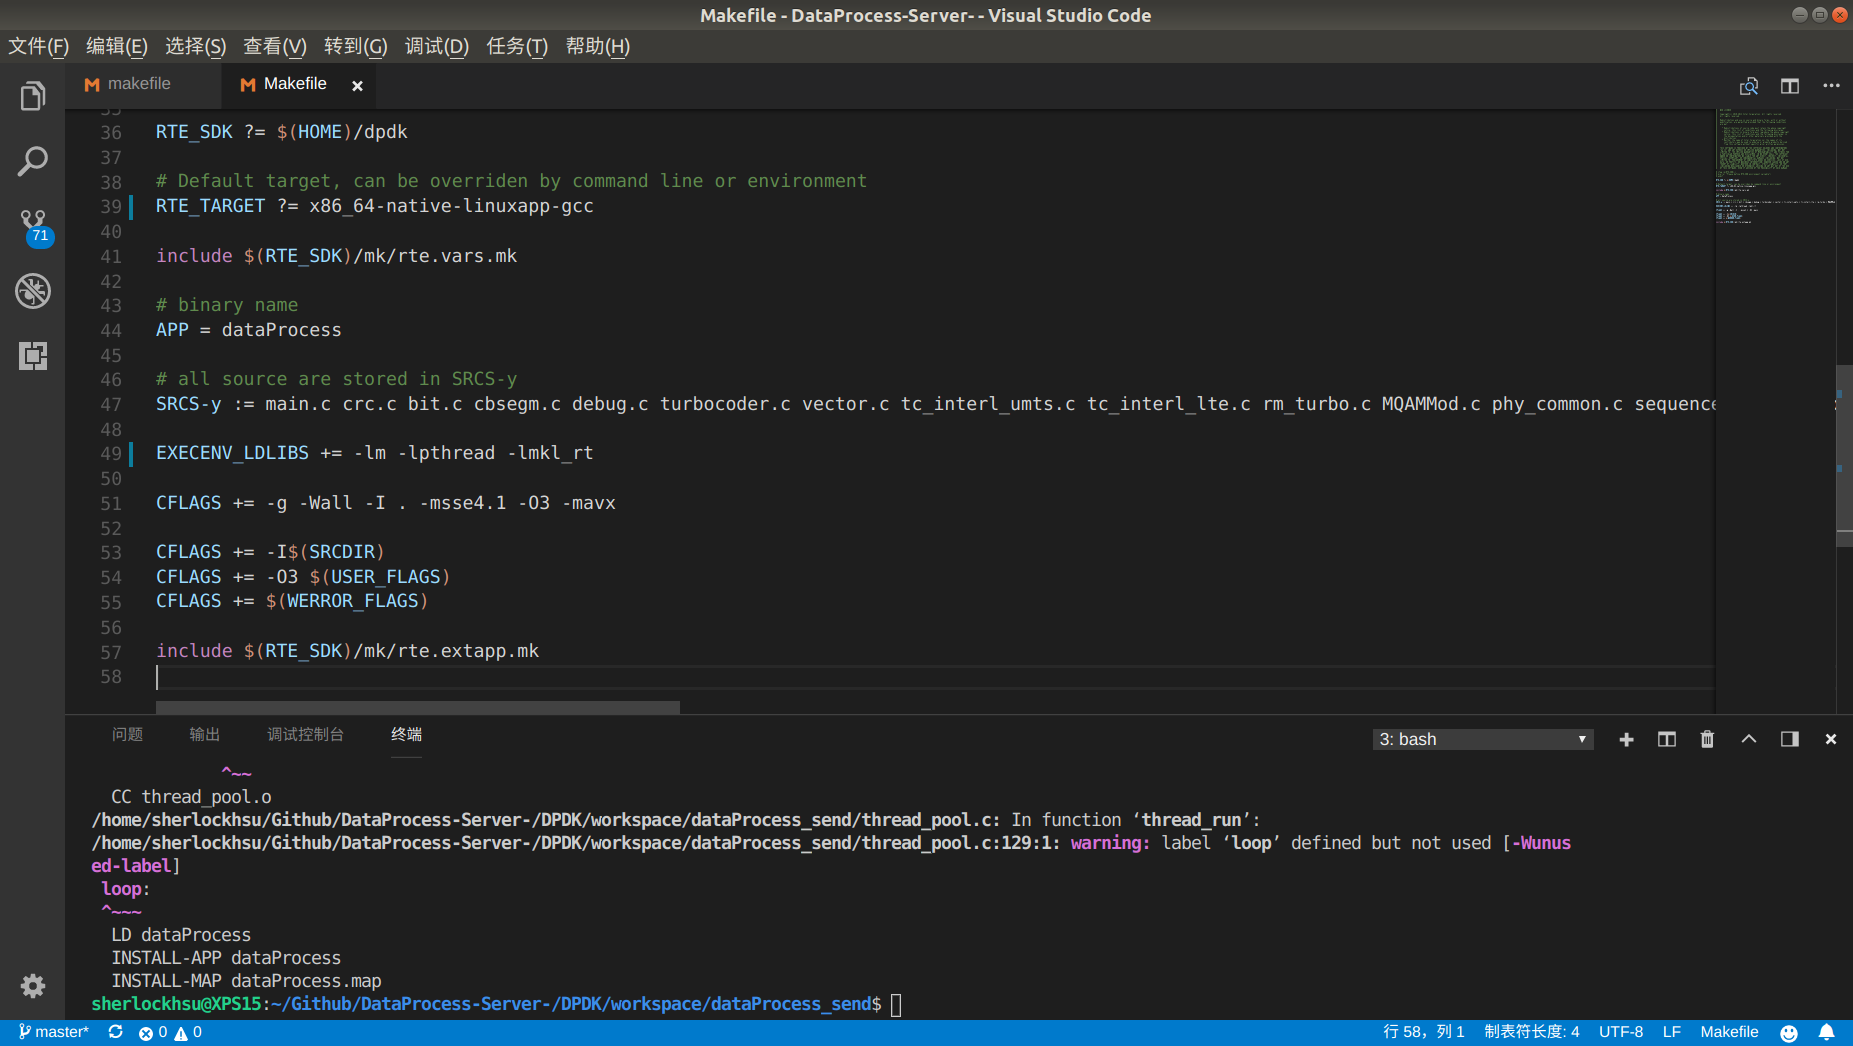 Makefile - DataProcess-Server- - Visual Studio Code
文件(F) 编辑(E) 选择(S) 查看(V) 转到(G) 调试(D) 任务(T) 帮助(H)
makefile Makefile
36 RTE_SDK ?= $(HOME)/dpdk
37
38 # Default target, can be overriden by command line or environment
39 RTE_TARGET ?= x86_64-native-linuxapp-gcc
40
41 include $(RTE_SDK)/mk/rte.vars.mk
42
43 # binary name
44 APP = dataProcess
45
46 # all source are stored in SRCS-y
47 SRCS-y := main.c crc.c bit.c cbsegm.c debug.c turbocoder.c vector.c tc_interl_umts.c tc_interl_lte.c rm_turbo.c MQAMMod.c phy_common.c sequence
48
49 EXECENV_LDLIBS += -lm -lpthread -lmkl_rt
50
51 CFLAGS += -g -Wall -I . -msse4.1 -O3 -mavx
52
53 CFLAGS += -I$(SRCDIR)
54 CFLAGS += -O3 $(USER_FLAGS)
55 CFLAGS += $(WERROR_FLAGS)
56
57 include $(RTE_SDK)/mk/rte.extapp.mk
58
71
问题 输出 调试控制台 终端 3: bash
^~~
CC thread_pool.o
/home/sherlockhsu/Github/DataProcess-Server-/DPDK/workspace/dataProcess_send/thread_pool.c: In function ‘thread_run’:
/home/sherlockhsu/Github/DataProcess-Server-/DPDK/workspace/dataProcess_send/thread_pool.c:129:1: warning: label ‘loop’ defined but not used [-Wunus
ed-label]
loop:
^~~~
LD dataProcess
INSTALL-APP dataProcess
INSTALL-MAP dataProcess.map
sherlockhsu@XPS15:~/Github/DataProcess-Server-/DPDK/workspace/dataProcess_send$
master* 0 0 行 58，列 1 制表符长度: 4 UTF-8 LF Makefile